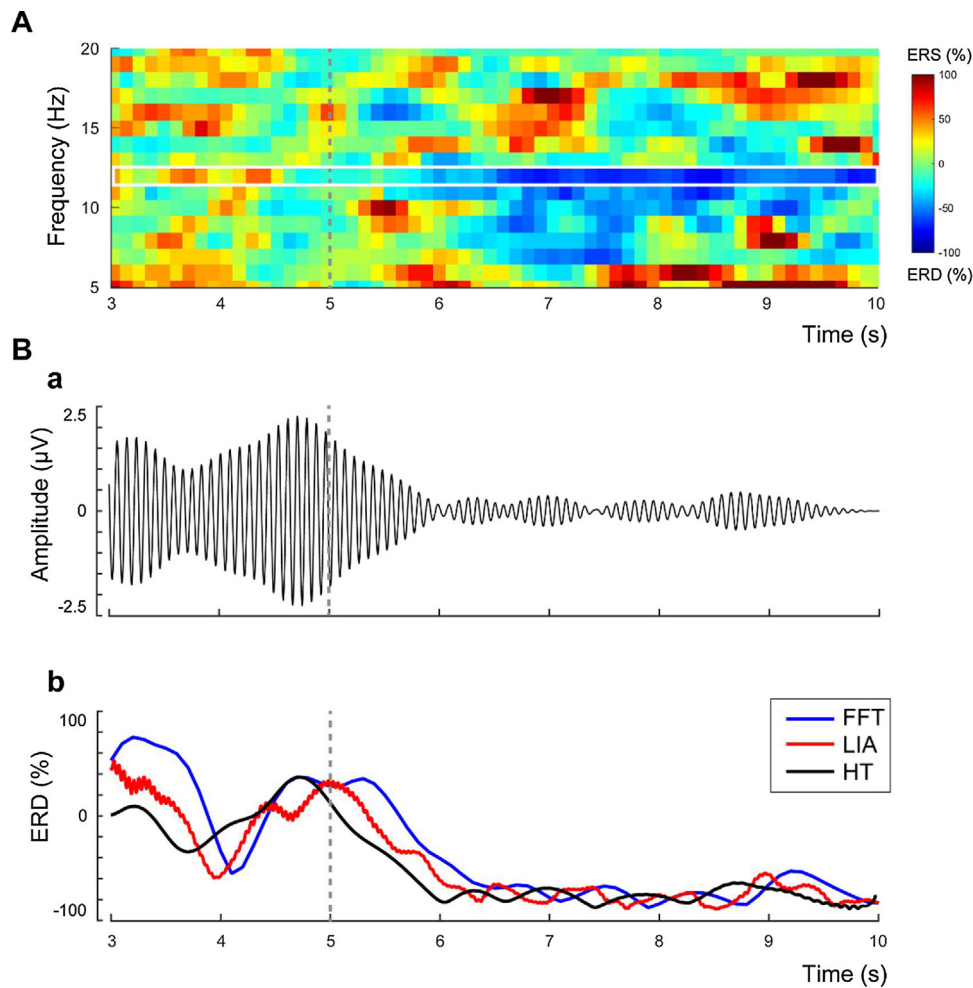 A
20
15
10
5
Frequency (Hz)
3 4 5 6 7 8 9 10
Time (s)
ERS (%)
100
50
0
-50
-100
ERD (%)
B
a
2.5
0
-2.5
Amplitude (μV)
b
100
0
-100
ERD (%)
FFT
LIA
HT
3 4 5 6 7 8 9 10
Time (s)